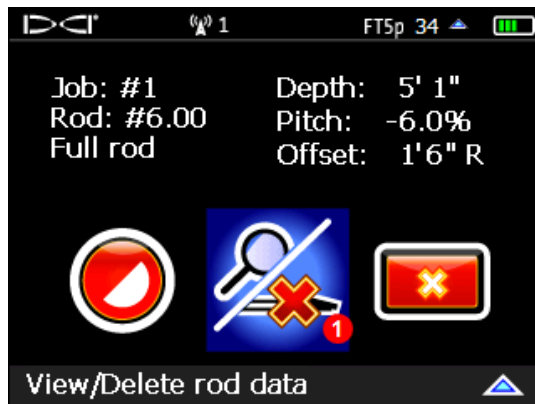 DCI 1 FT5p 34
Job: #1 Depth: 5' 1"
Rod: #6.00 Pitch: -6.0%
Full rod Offset: 1'6" R
1
View/Delete rod data